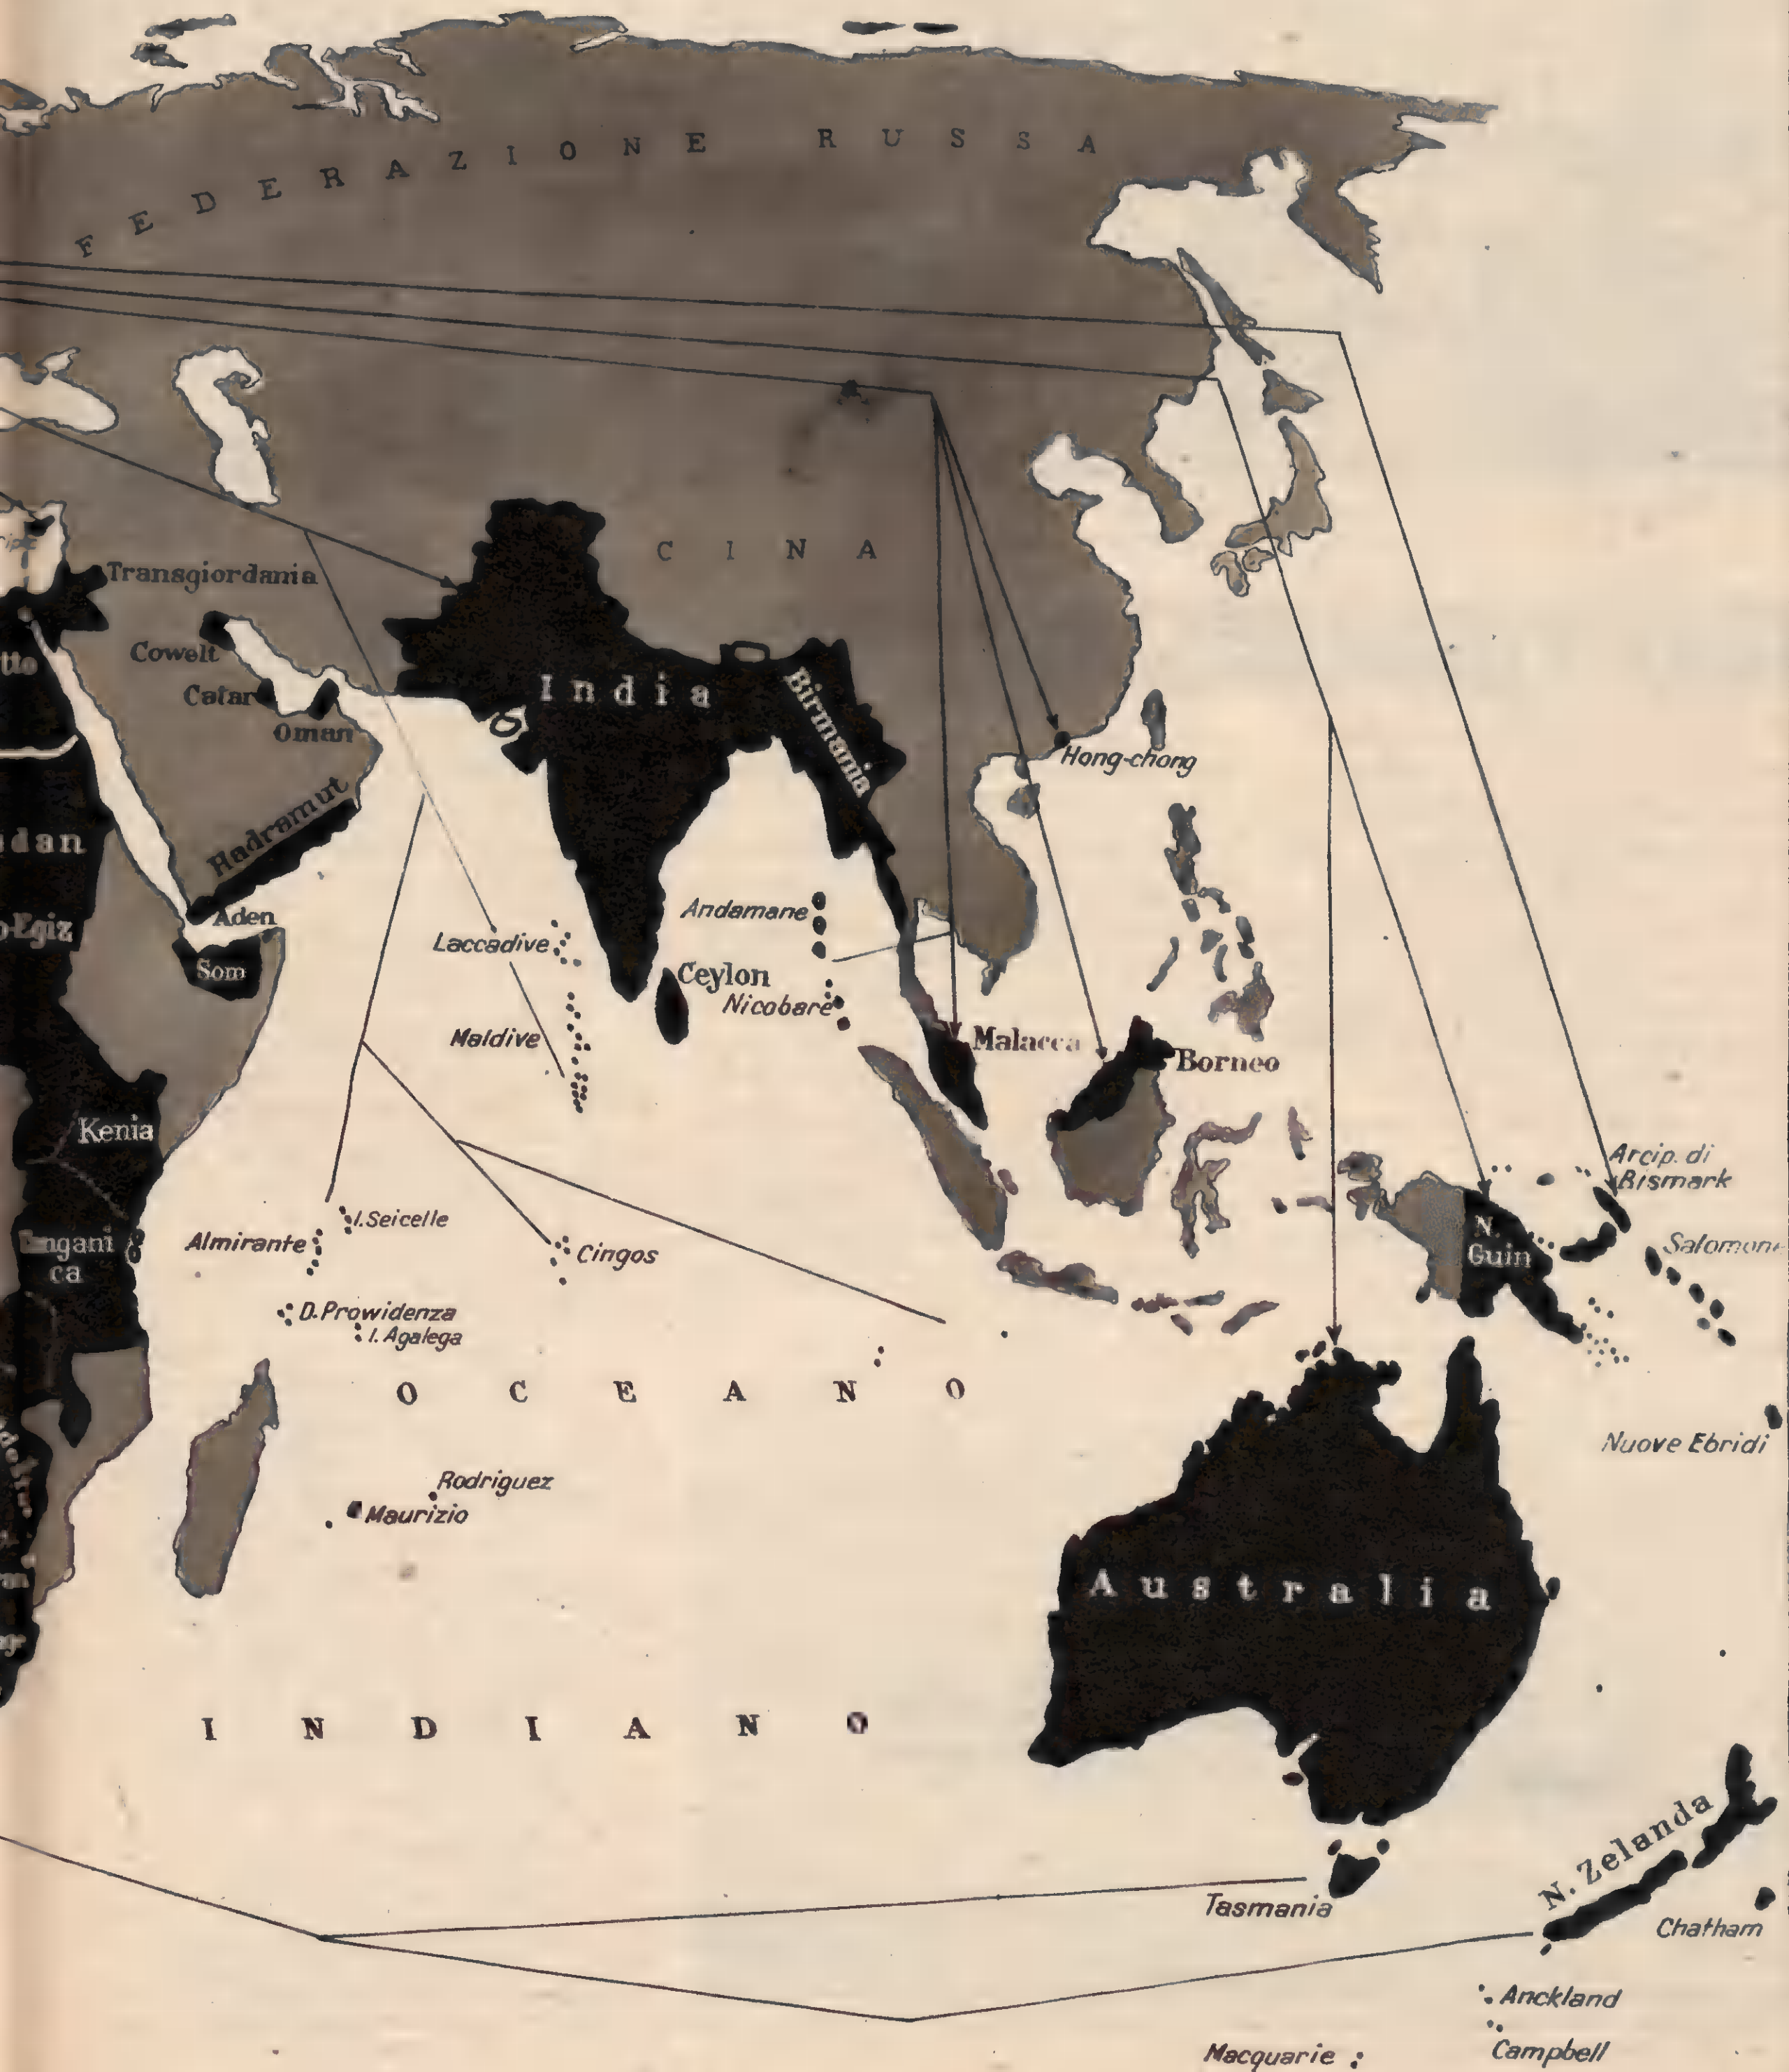 FEDERAZIONE RUSSA
CINA
Transgiordania
Cowelt
Catar
Oman
Hadramut
Aden
Som
India
Birmania
Hong-chong
Andamane
Laccadive
Ceylon
Nicobare
Maldive
Malacca
Borneo
tto
dan
o-Egiz
Kenia
ngani
ca
I. Seicelle
Almirante
Cingos
D. Prowidenza
I. Agalega
Arcip. di
Bismark
N.
Guin
Salomone
OCEANO
Nuove Ebridi
Rodriguez
Maurizio
Australia
INDIANO
N. Zelanda
Tasmania
Chatham
Anckland
Campbell
Macquarie